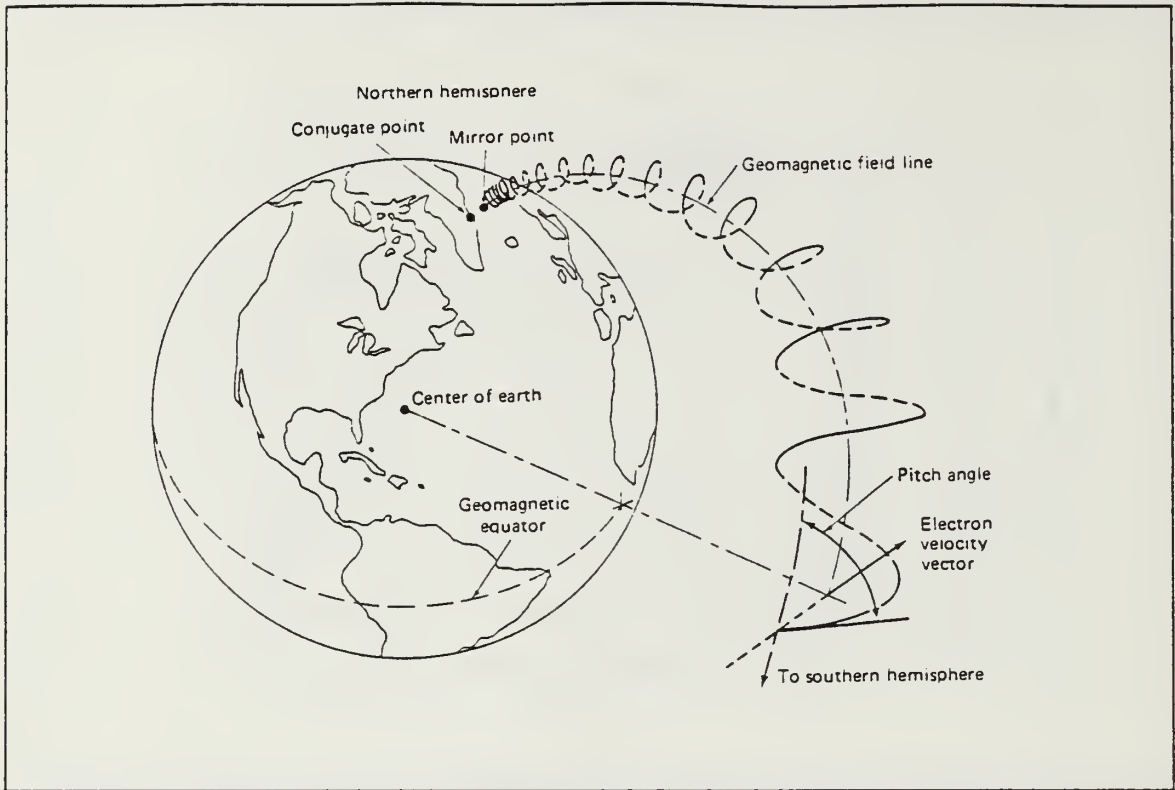 Northern hemisphere
Conjugate point
Mirror point
Geomagnetic field line
Center of earth
Pitch angle
Geomagnetic
equator
Electron
velocity
vector
To southern hemisphere